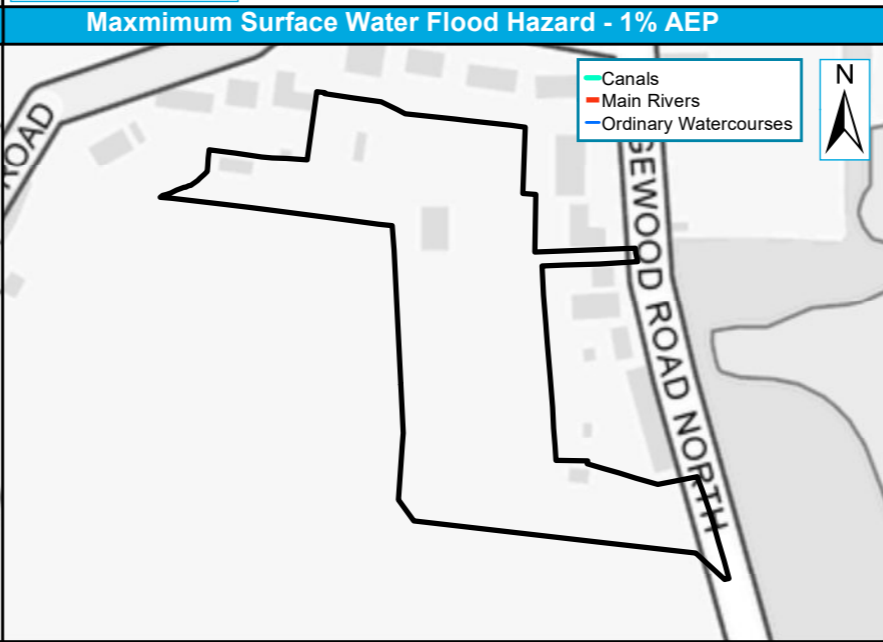 Maxmimum Surface Water Flood Hazard - 1% AEP
Canals
Main Rivers
Ordinary Watercourses
N
ROAD
GEWOOD ROAD NORTH